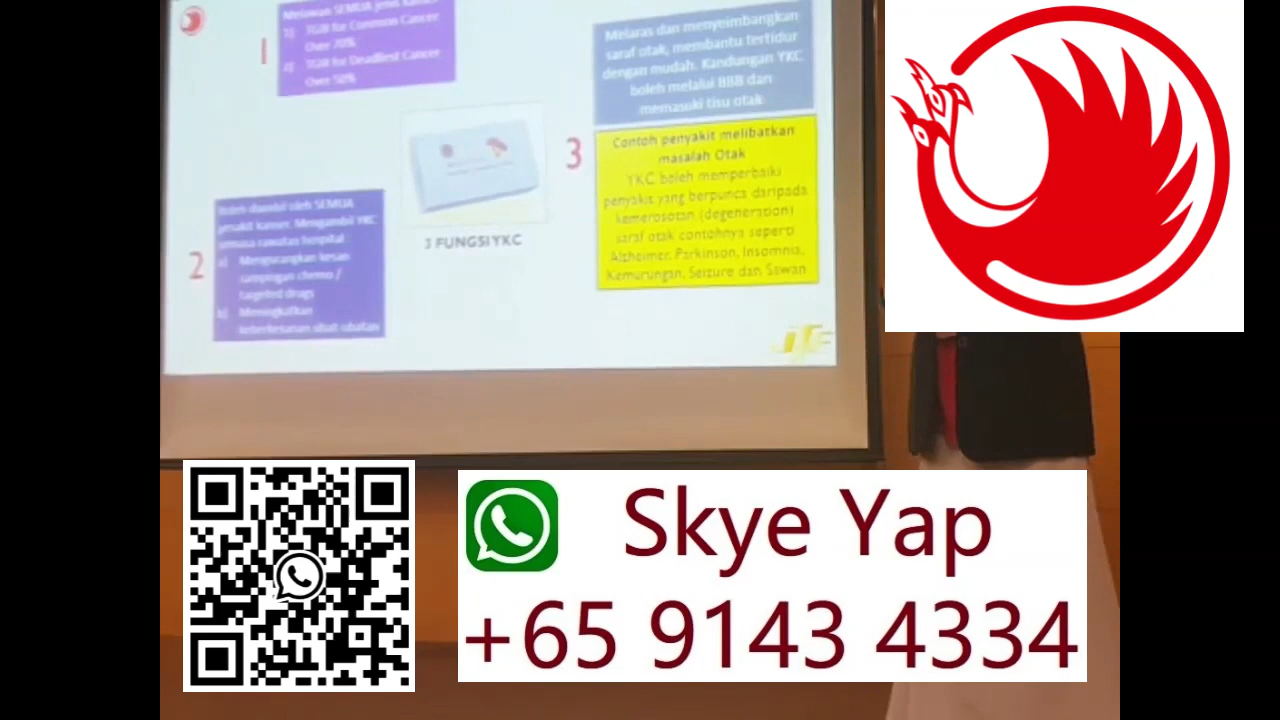 Melawan SEMUA jenis kanser
1) TGB for Common Cancer
Over 70%
2) TGB for Deadliest Cancer
Over 50%
1
Melaras dan menyeimbangkan
saraf otak, membantu tertidur
dengan mudah. Kandungan YKC
boleh melalui BBB dan
memasuki tisu otak
3
Contoh penyakit melibatkan
masalah Otak
YKC boleh memperbaiki
penyakit yang berpunca daripada
kemerosotan (degeneration)
saraf otak contohnya seperti
Alzheimer, Parkinson, Insomnia,
Kemurungan, Seizure dan Sawan
3 FUNGSI YKC
2
Boleh diambil oleh SEMUA
pesakit kanser. Mengambil YKC
semasa rawatan hospital
a) Mengurangkan kesan
sampingan chemo /
targeted drugs
b) Meningkatkan
keberkesanan ubat-ubatan
Skye Yap
+65 9143 4334